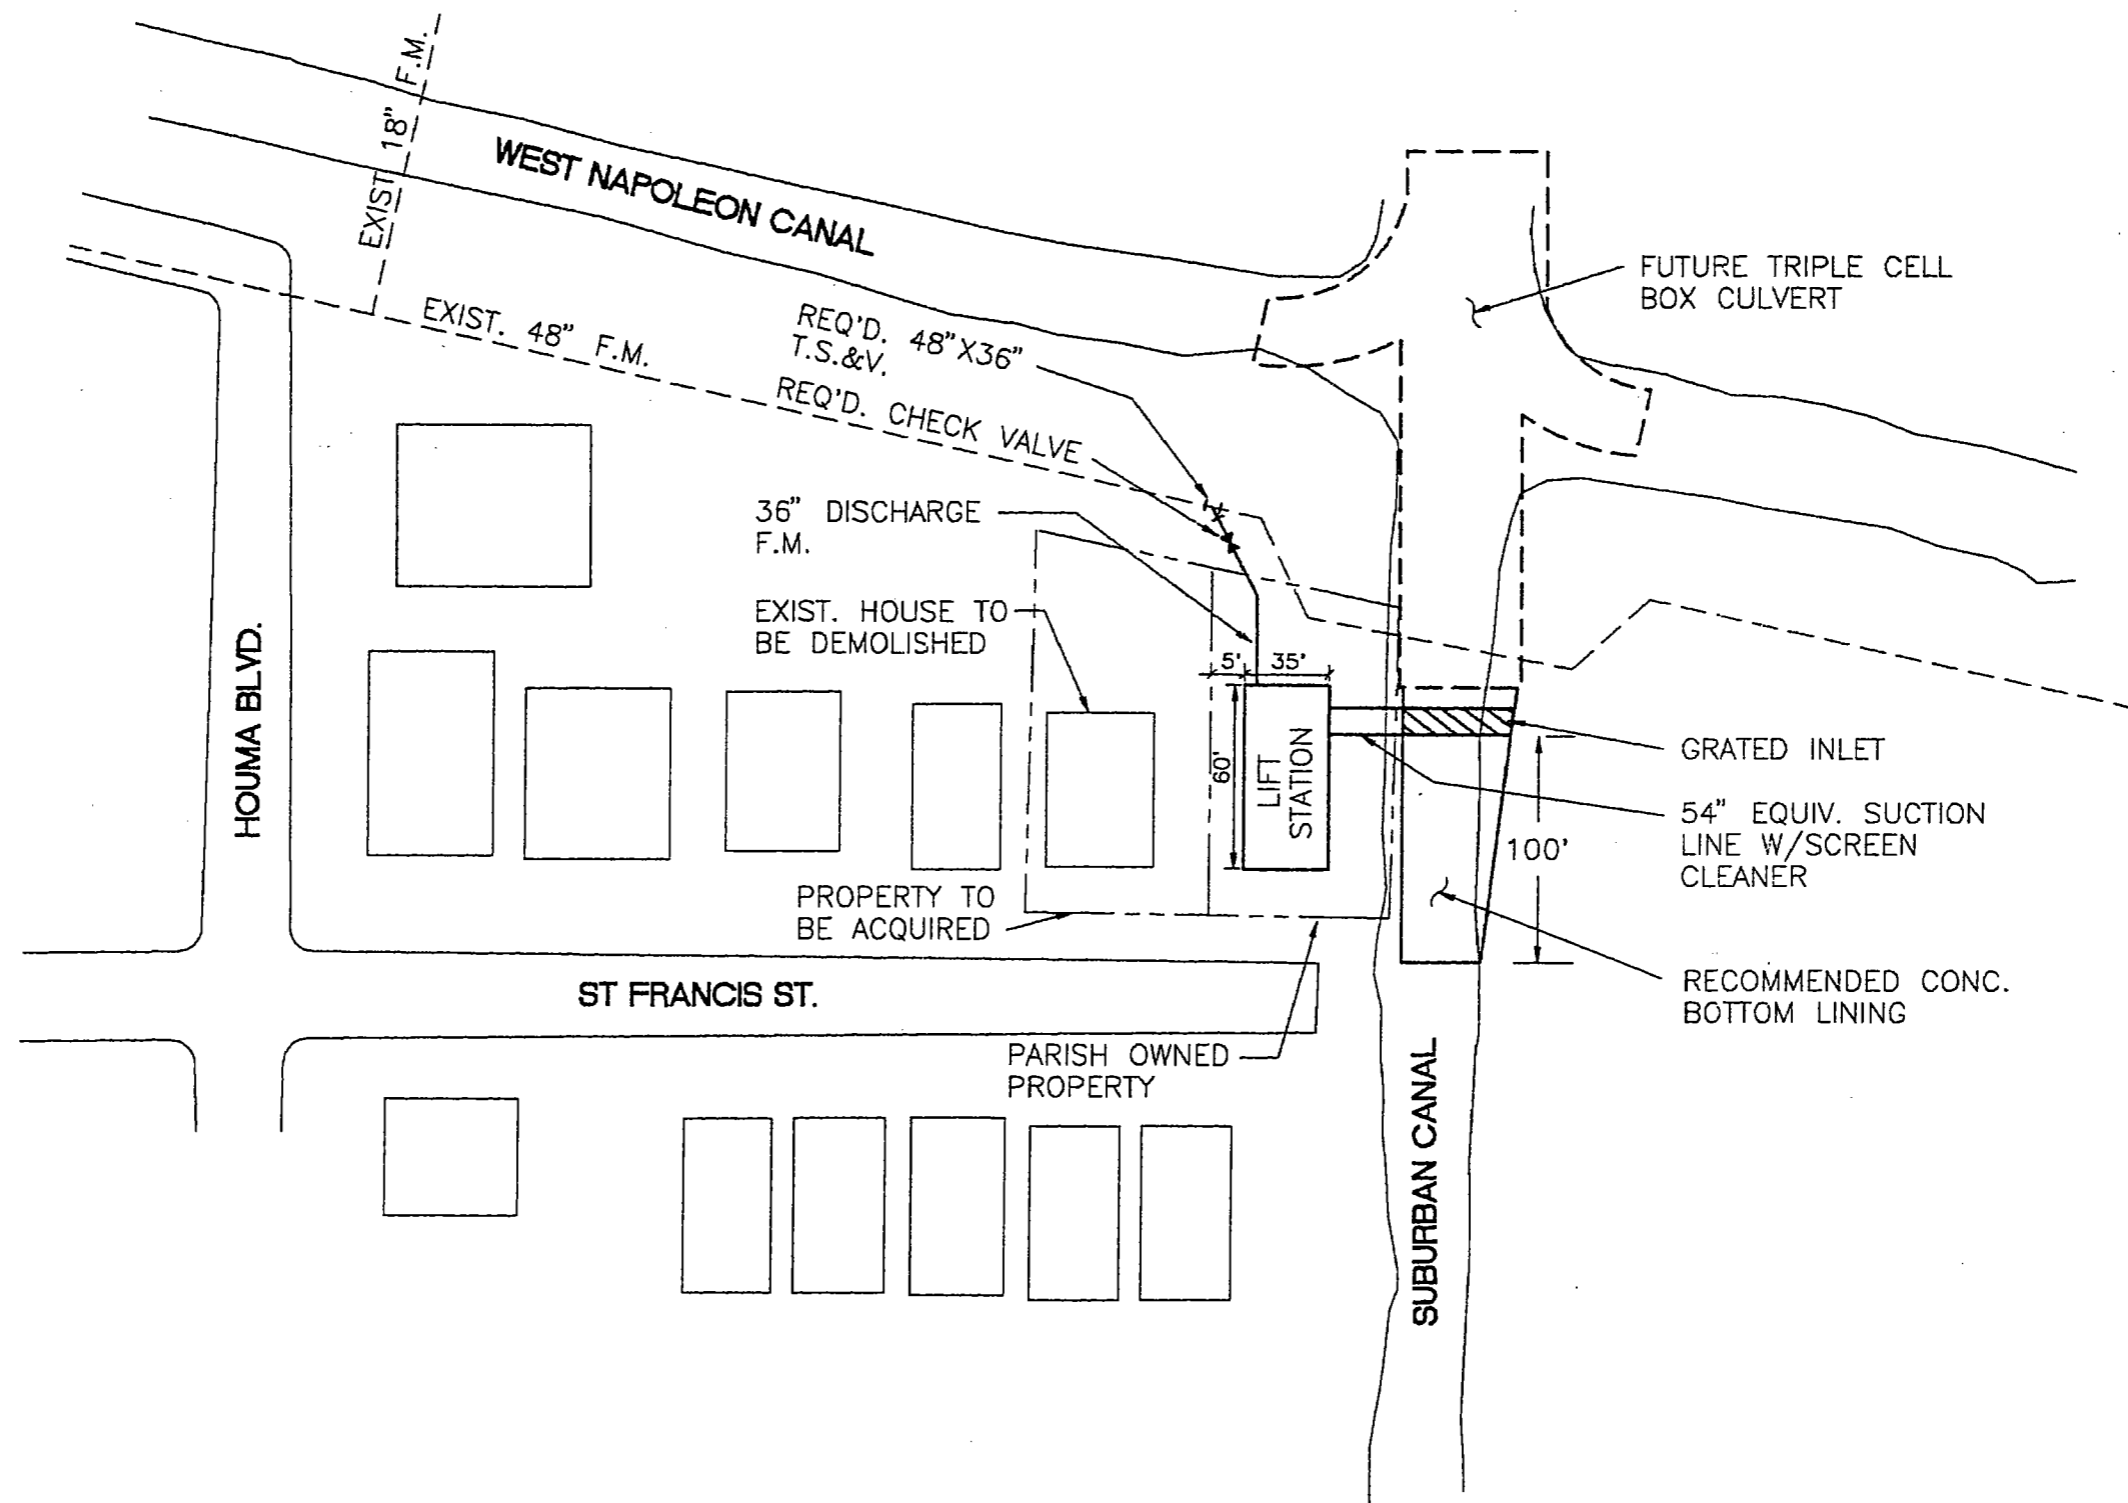 EXIST 18" F.M.
WEST NAPOLEON CANAL
FUTURE TRIPLE CELL
BOX CULVERT
EXIST. 48" F.M.
REQ'D. 48"X36"
T.S.&V.
REQ'D. CHECK VALVE
36" DISCHARGE
F.M.
EXIST. HOUSE TO
BE DEMOLISHED
5'
35'
60'
LIFT
STATION
HOUMA BLVD.
GRATED INLET
54" EQUIV. SUCTION
LINE W/SCREEN
CLEANER
100'
PROPERTY TO
BE ACQUIRED
ST FRANCIS ST.
RECOMMENDED CONC.
BOTTOM LINING
PARISH OWNED
PROPERTY
SUBURBAN CANAL